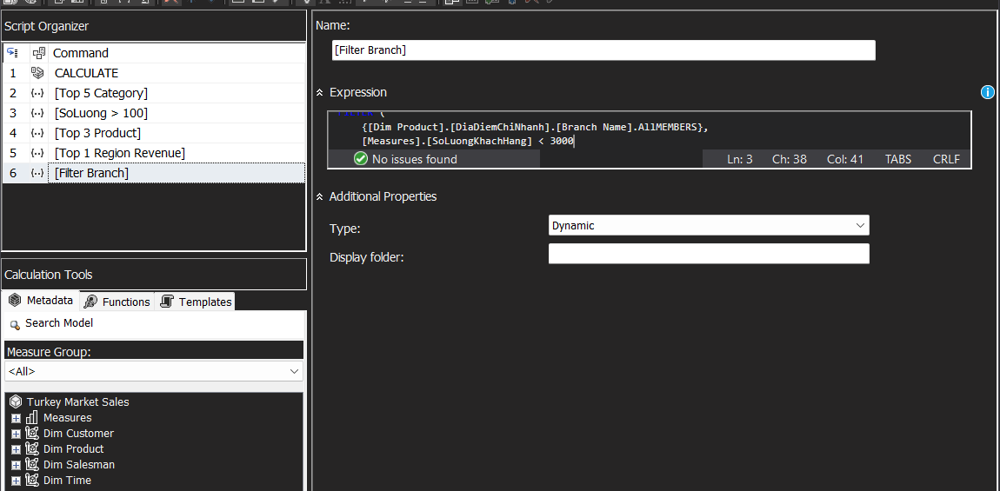 Script Organizer
Command
1 CALCULATE
2 [Top 5 Category]
3 [SoLuong > 100]
4 [Top 3 Product]
5 [Top 1 Region Revenue]
6 [Filter Branch]
Calculation Tools
Metadata Functions Templates
Search Model
Measure Group:
<All>
Turkey Market Sales
Measures
Dim Customer
Dim Product
Dim Salesman
Dim Time
Name:
[Filter Branch]
Expression
(
{[Dim Product].[DiaDiemChiNhanh].[Branch Name].AllMEMBERS},
[Measures].[SoLuongKhachHang] < 3000
No issues found Ln: 3 Ch: 38 Col: 41 TABS CRLF
Additional Properties
Type: Dynamic
Display folder: